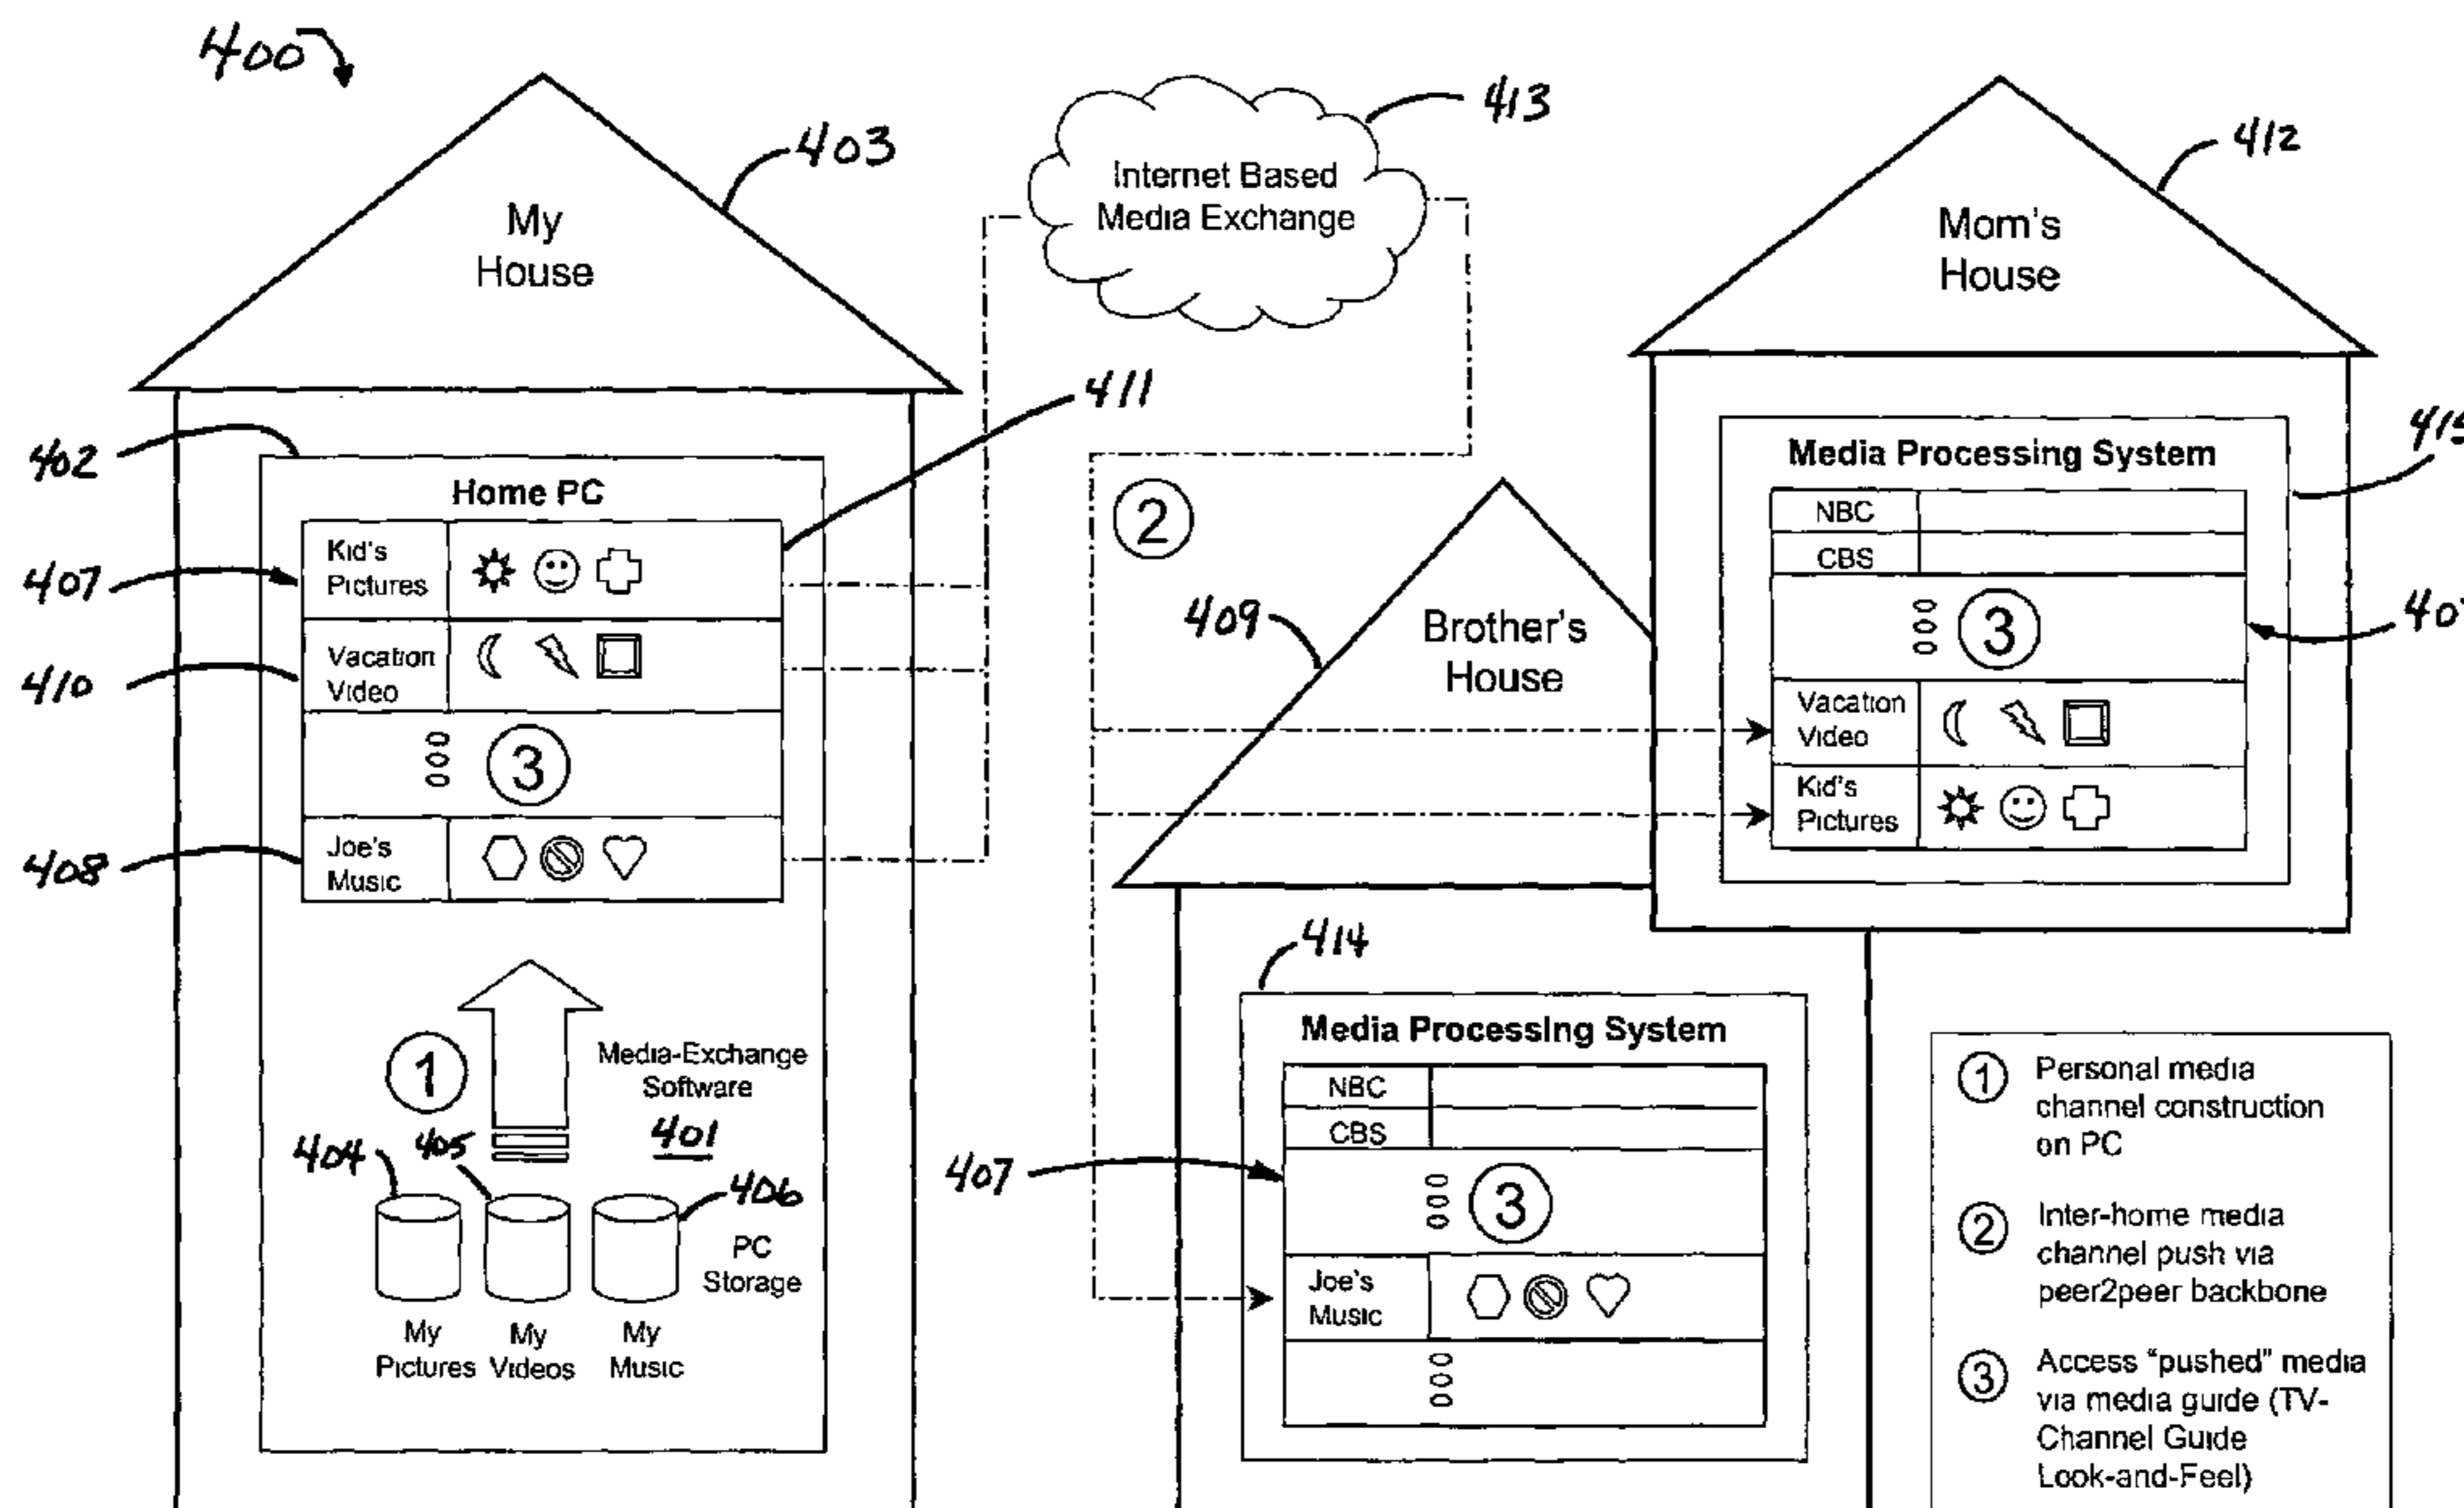 400
403
My
House
402
Home PC
411
407
Kid's
Pictures
410
Vacation
Video
3
408
Joe's
Music
1
Media-Exchange
Software
401
404
405
406
PC
Storage
My
Pictures
My
Videos
My
Music
413
Internet Based
Media Exchange
2
412
Mom's
House
Media Processing System
NBC
CBS
3
Vacation
Video
Kid's
Pictures
409
Brother's
House
414
Media Processing System
NBC
CBS
407
3
Joe's
Music
1 Personal media
channel construction
on PC
2 Inter-home media
channel push via
peer2peer backbone
3 Access "pushed" media
via media guide (TV-
Channel Guide
Look-and-Feel)